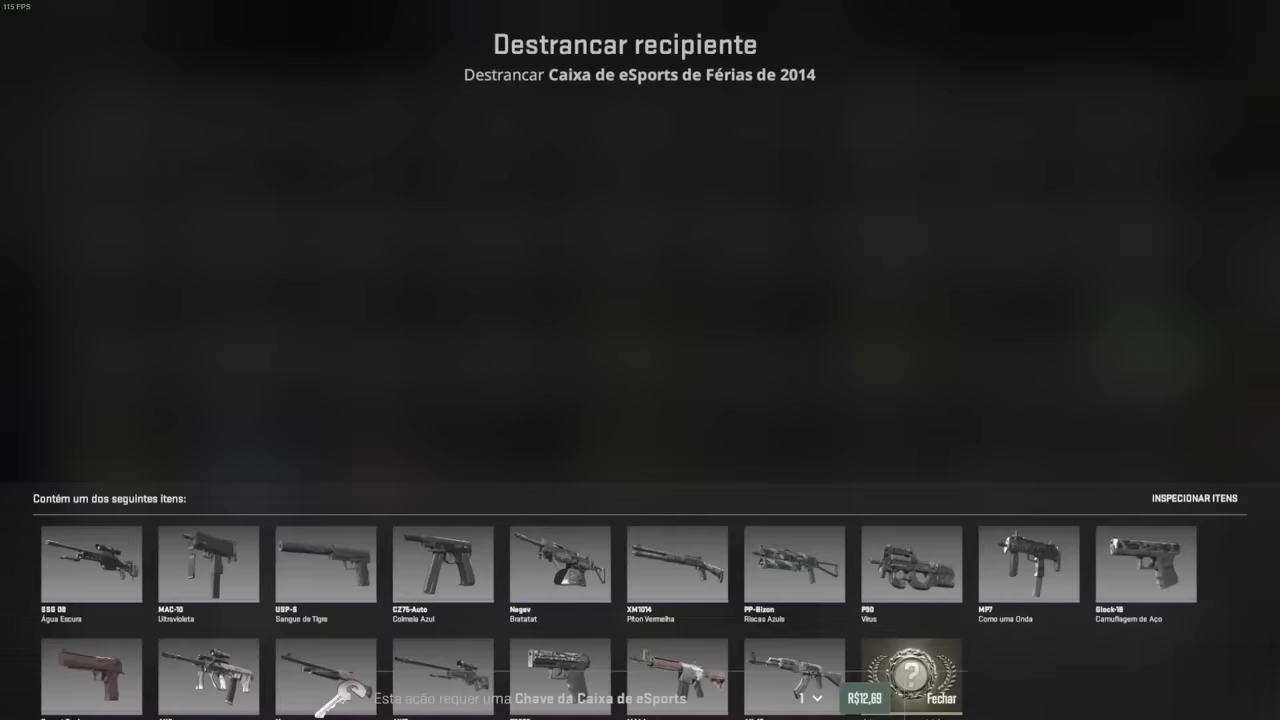 115 FPS
Destrancar recipiente
Destrancar Caixa de eSports de Férias de 2014
Contém um dos seguintes itens:
INSPECIONAR ITENS
SSG 08
Água Escura
MAC-10
Ultravioleta
USP-S
Sangue de Tigre
CZ75-Auto
Colmeia Azul
Negev
Bratatat
XM1014
Píton Vermelha
PP-Bizon
Riscas Azuis
P90
Vírus
MP7
Como uma Onda
Glock-18
Camuflagem de Aço
Esta ação requer uma Chave da Caixa de eSports
1
R$12,69
Fechar